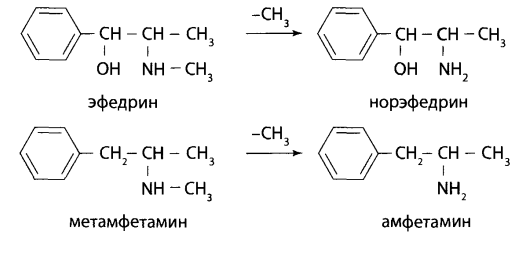 –CH₃
CH – CH – CH₃ CH – CH – CH₃
OH NH – CH₃ OH NH₂
эфедрин норэфедрин
–CH₃
CH₂ – CH – CH₃ CH₂ – CH – CH₃
NH – CH₃ NH₂
метамфетамин амфетамин